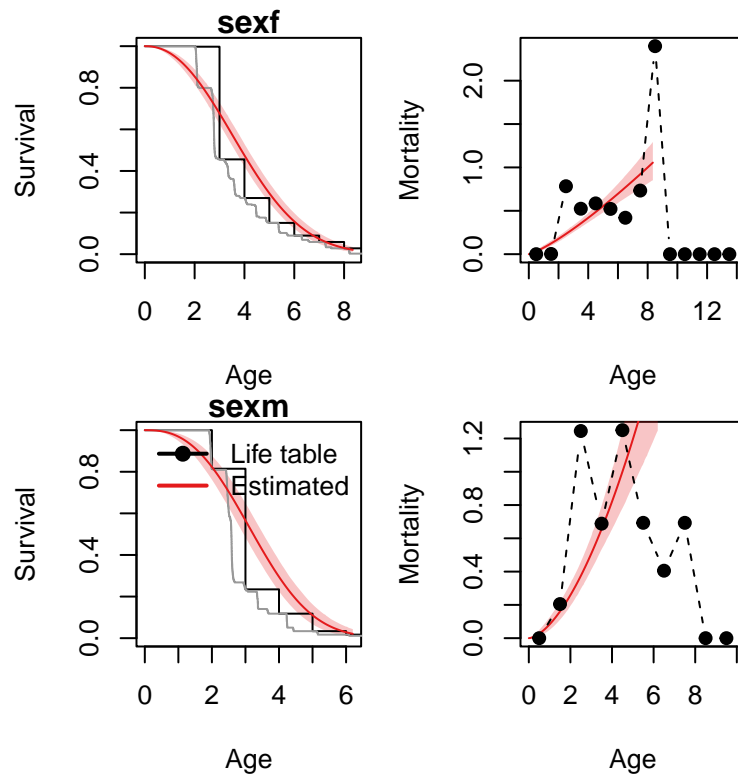 sexf
Survival
0.0 0.4 0.8
0 2 4 6 8
Age
Mortality
0.0 1.0 2.0
0 4 8 12
Age
sexm
Life table
Estimated
Survival
0.0 0.4 0.8
0 2 4 6
Age
Mortality
0.0 0.4 0.8 1.2
0 2 4 6 8
Age